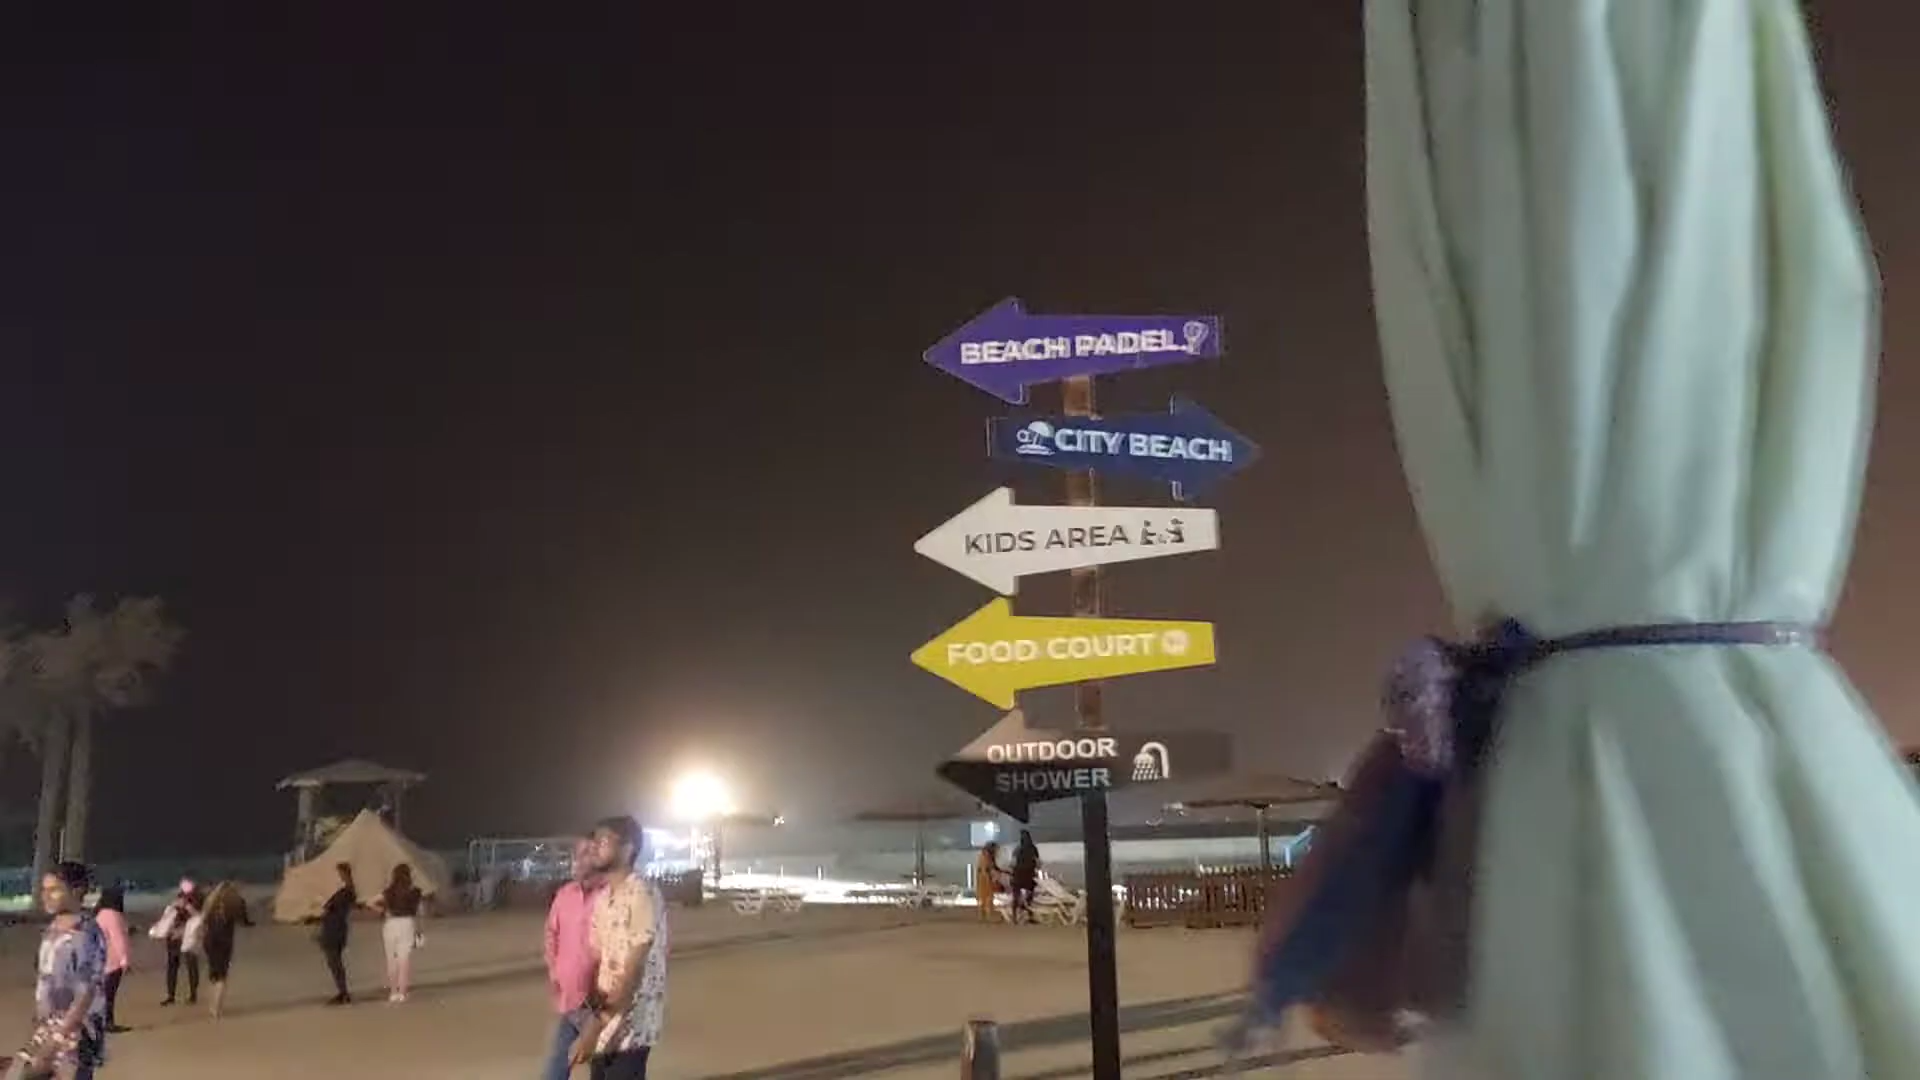 BEACH PADEL
CITY BEACH
KIDS AREA
FOOD COURT
OUTDOOR
SHOWER